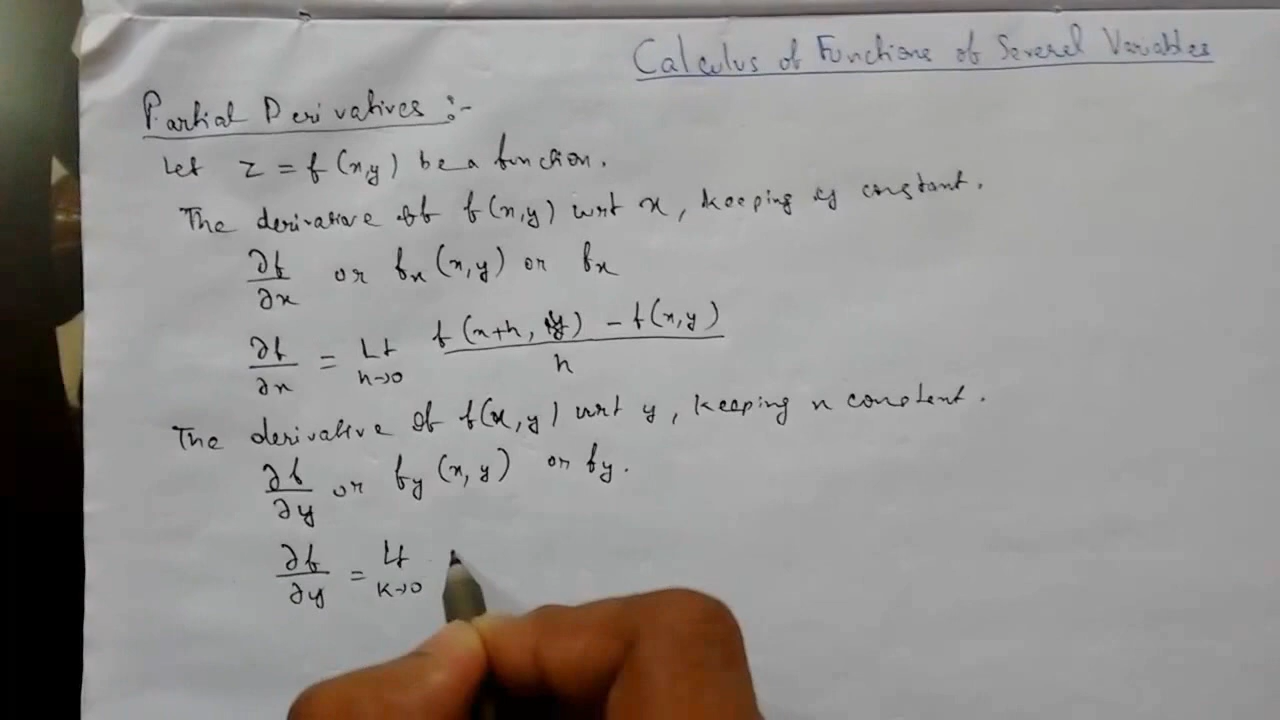 Calculus of Functions of Several Variables
Partial Derivatives :-
Let z = f(x,y) be a function.
The derivative of f(x,y) wrt x, keeping y constant.
∂f/∂x or fx(x,y) or fx
∂f/∂x = Lt h→0 f(x+h, y) - f(x,y) / h
The derivative of f(x,y) wrt y, keeping x constent.
∂f/∂y or fy(x,y) or fy.
∂f/∂y = Lt k→0